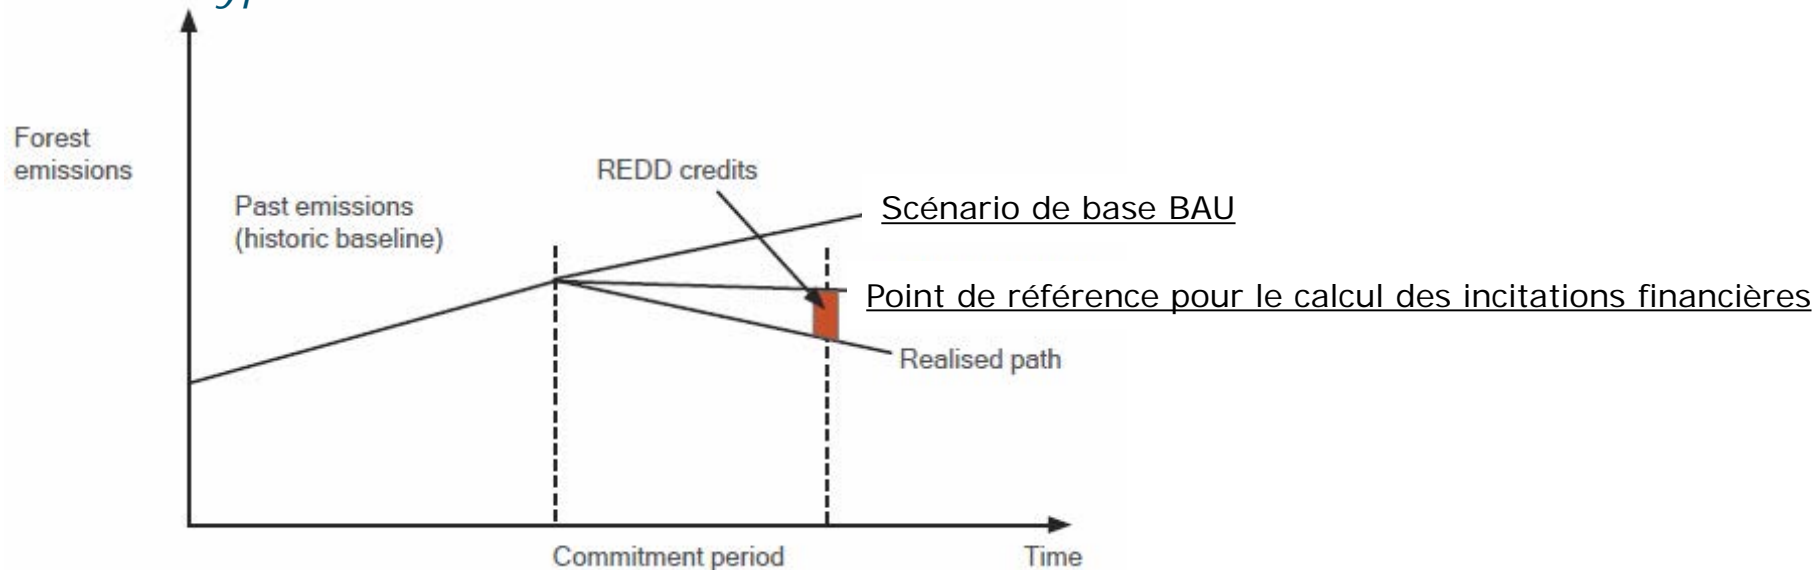 Forest
emissions
REDD credits
Past emissions
(historic baseline)
Scénario de base BAU
Point de référence pour le calcul des incitations financières
Realised path
Commitment period
Time